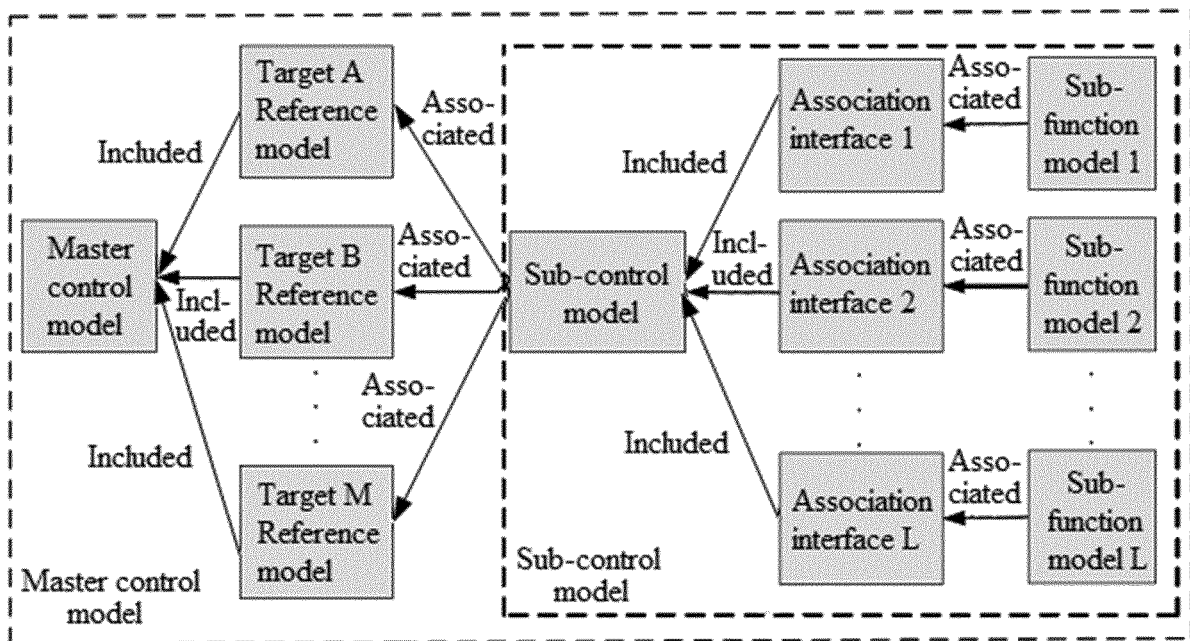 Target A
Reference
model
Included
Asso-
ciated
Master
control
model
Incl-
uded
Target B
Reference
model
Asso-
ciated
Asso-
ciated
Included
Target M
Reference
model
Master control
model
Sub-control
model
Included
Incl-
uded
Included
Association
interface 1
Asso-
ciated
Sub-
function
model 1
Association
interface 2
Asso-
ciated
Sub-
function
model 2
Association
interface L
Asso-
ciated
Sub-
function
model L
Sub-control
model